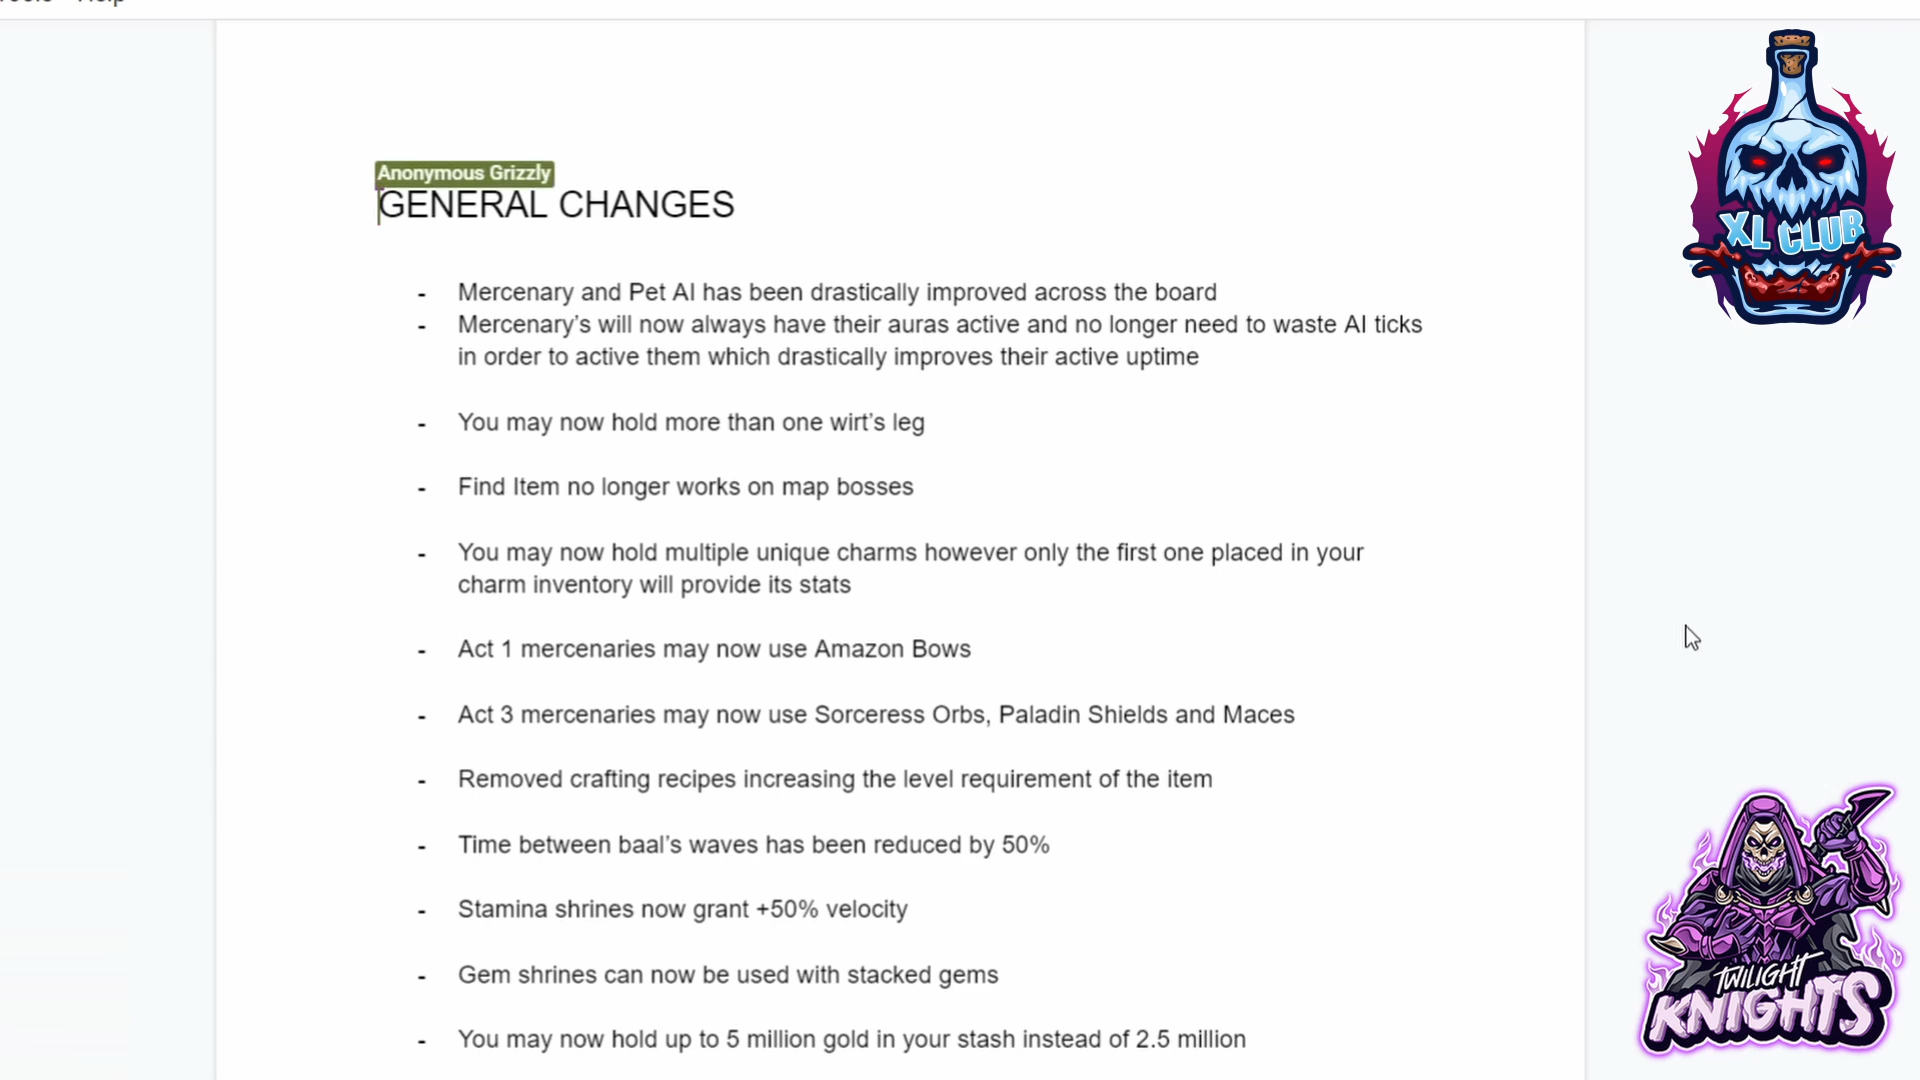 Tools Help
Anonymous Grizzly
GENERAL CHANGES
- Mercenary and Pet AI has been drastically improved across the board
- Mercenary’s will now always have their auras active and no longer need to waste AI ticks
in order to active them which drastically improves their active uptime
- You may now hold more than one wirt’s leg
- Find Item no longer works on map bosses
- You may now hold multiple unique charms however only the first one placed in your
charm inventory will provide its stats
- Act 1 mercenaries may now use Amazon Bows
- Act 3 mercenaries may now use Sorceress Orbs, Paladin Shields and Maces
- Removed crafting recipes increasing the level requirement of the item
- Time between baal’s waves has been reduced by 50%
- Stamina shrines now grant +50% velocity
- Gem shrines can now be used with stacked gems
- You may now hold up to 5 million gold in your stash instead of 2.5 million
XL CLUB
TWILIGHT
KNIGHTS